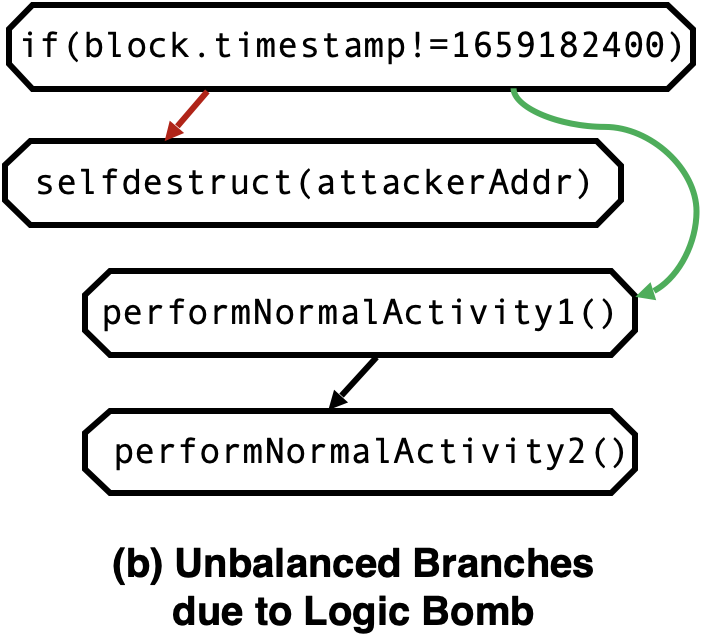 if(block.timestamp!=1659182400)
selfdestruct(attackerAddr)
performNormalActivity1()
performNormalActivity2()
(b) Unbalanced Branches
due to Logic Bomb